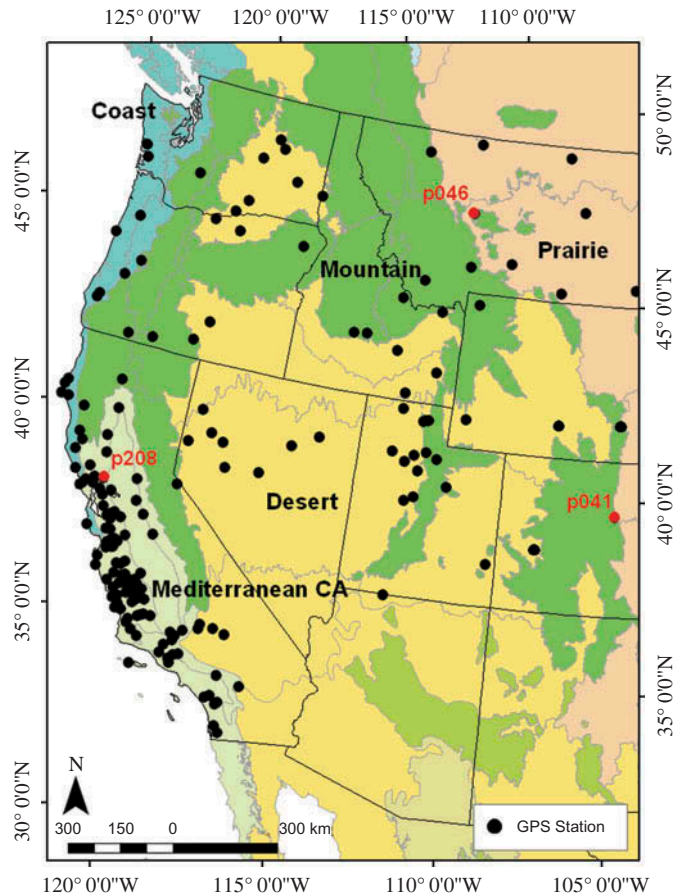 125° 0'0"W 120° 0'0"W 115° 0'0"W 110° 0'0"W
50° 0'0"N
45° 0'0"N
40° 0'0"N
35° 0'0"N
30° 0'0"N
45° 0'0"N
40° 0'0"N
35° 0'0"N
Coast
p046
Prairie
Mountain
p208
p041
Desert
Mediterranean CA
N
300 150 0 300 km
GPS Station
120° 0'0"W 115° 0'0"W 110° 0'0"W 105° 0'0"W